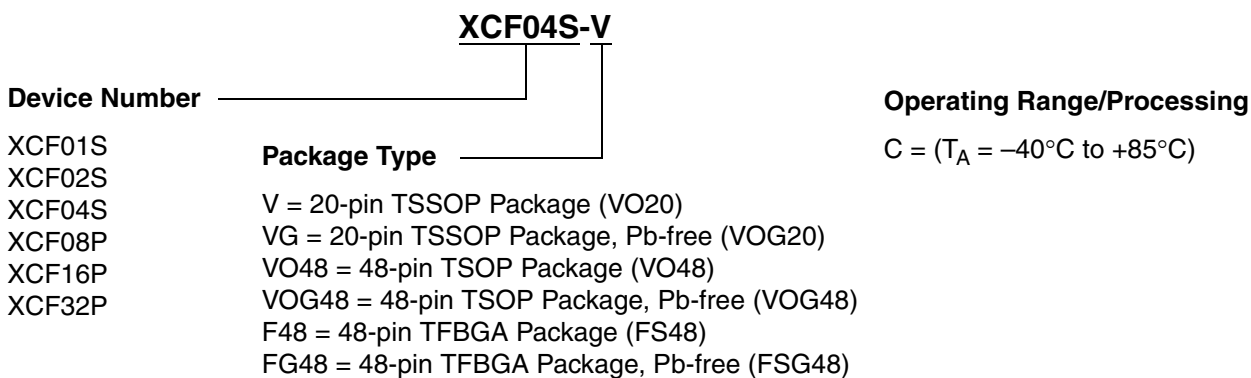 XCF04S-V
Device Number
XCF01S
XCF02S
XCF04S
XCF08P
XCF16P
XCF32P
Package Type
V = 20-pin TSSOP Package (VO20)
VG = 20-pin TSSOP Package, Pb-free (VOG20)
VO48 = 48-pin TSOP Package (VO48)
VOG48 = 48-pin TSOP Package, Pb-free (VOG48)
F48 = 48-pin TFBGA Package (FS48)
FG48 = 48-pin TFBGA Package, Pb-free (FSG48)
Operating Range/Processing
C = (TA = –40°C to +85°C)